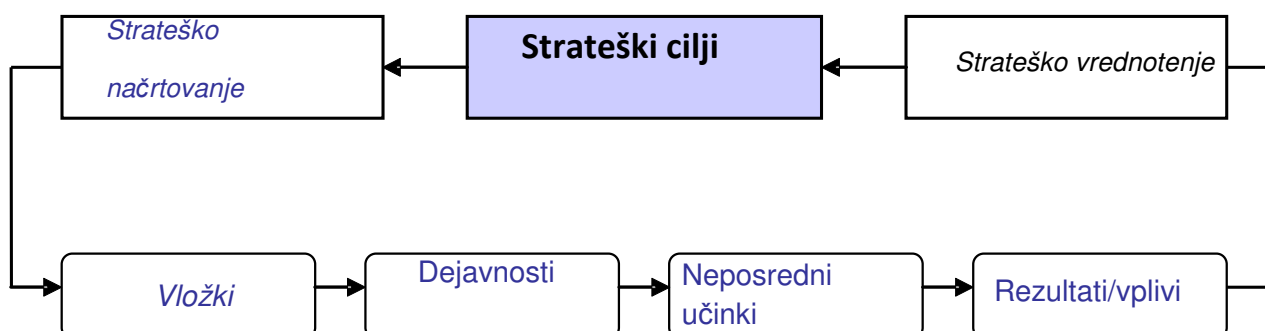 Strateško
načrtovanje
Strateški cilji
Strateško vrednotenje
Vložki
Dejavnosti
Neposredni
učinki
Rezultati/vplivi